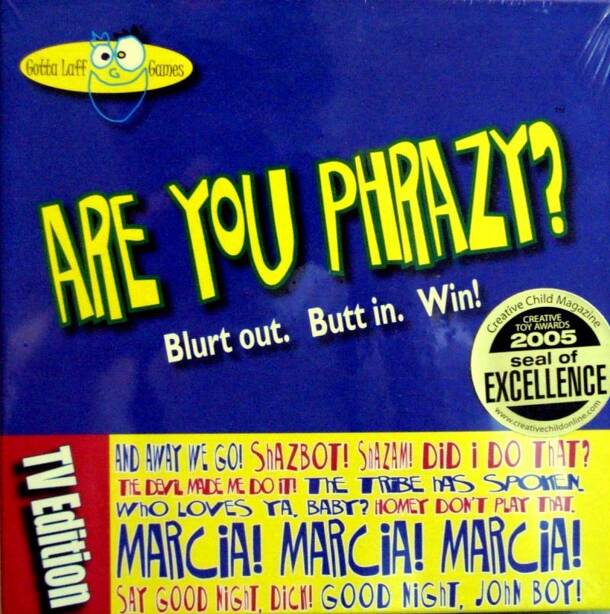 Gotta Laff Games
ARE YOU PHRAZY?
Blurt out. Butt in. Win!
Creative Child Magazine
CREATIVE
TOY AWARDS
2005
seal of
EXCELLENCE
www.creativechildonline.com
TV Edition
AND AWAY WE GO! ShAZBOT! ShAZAM! DiD i DO ThAT?
THE DEVIL MADE ME DO iT! THE TRIBE HAS SPOKEN.
WhO LOVES YA, BABY? HOMEY DON'T PLAY THAT.
MARCiA! MARCiA! MARCiA!
SAY GOOD NiGhT, DiCK! GOOD NiGhT, JOhN BOY!